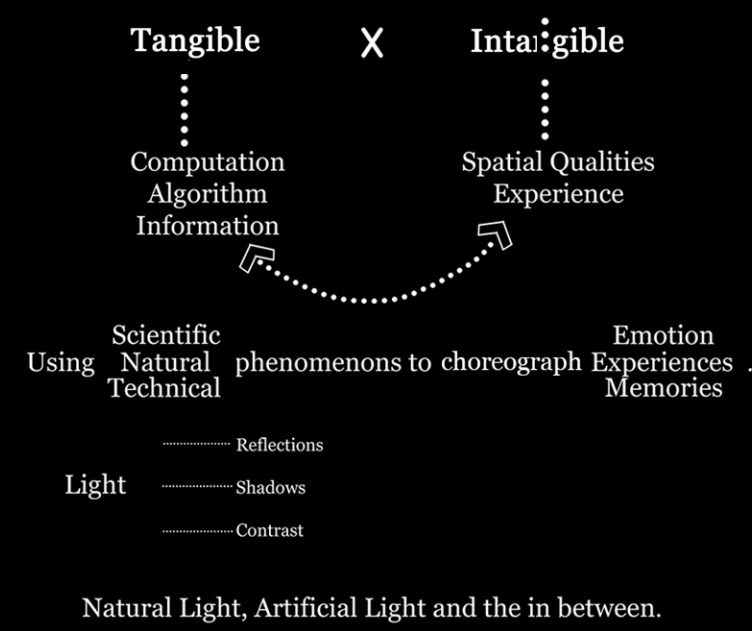 Tangible X Intangible
Computation Spatial Qualities
Algorithm Experience
Information
Scientific Emotion
Using Natural phenomenons to choreograph Experiences .
Technical Memories
Reflections
Light Shadows
Contrast
Natural Light, Artificial Light and the in between.